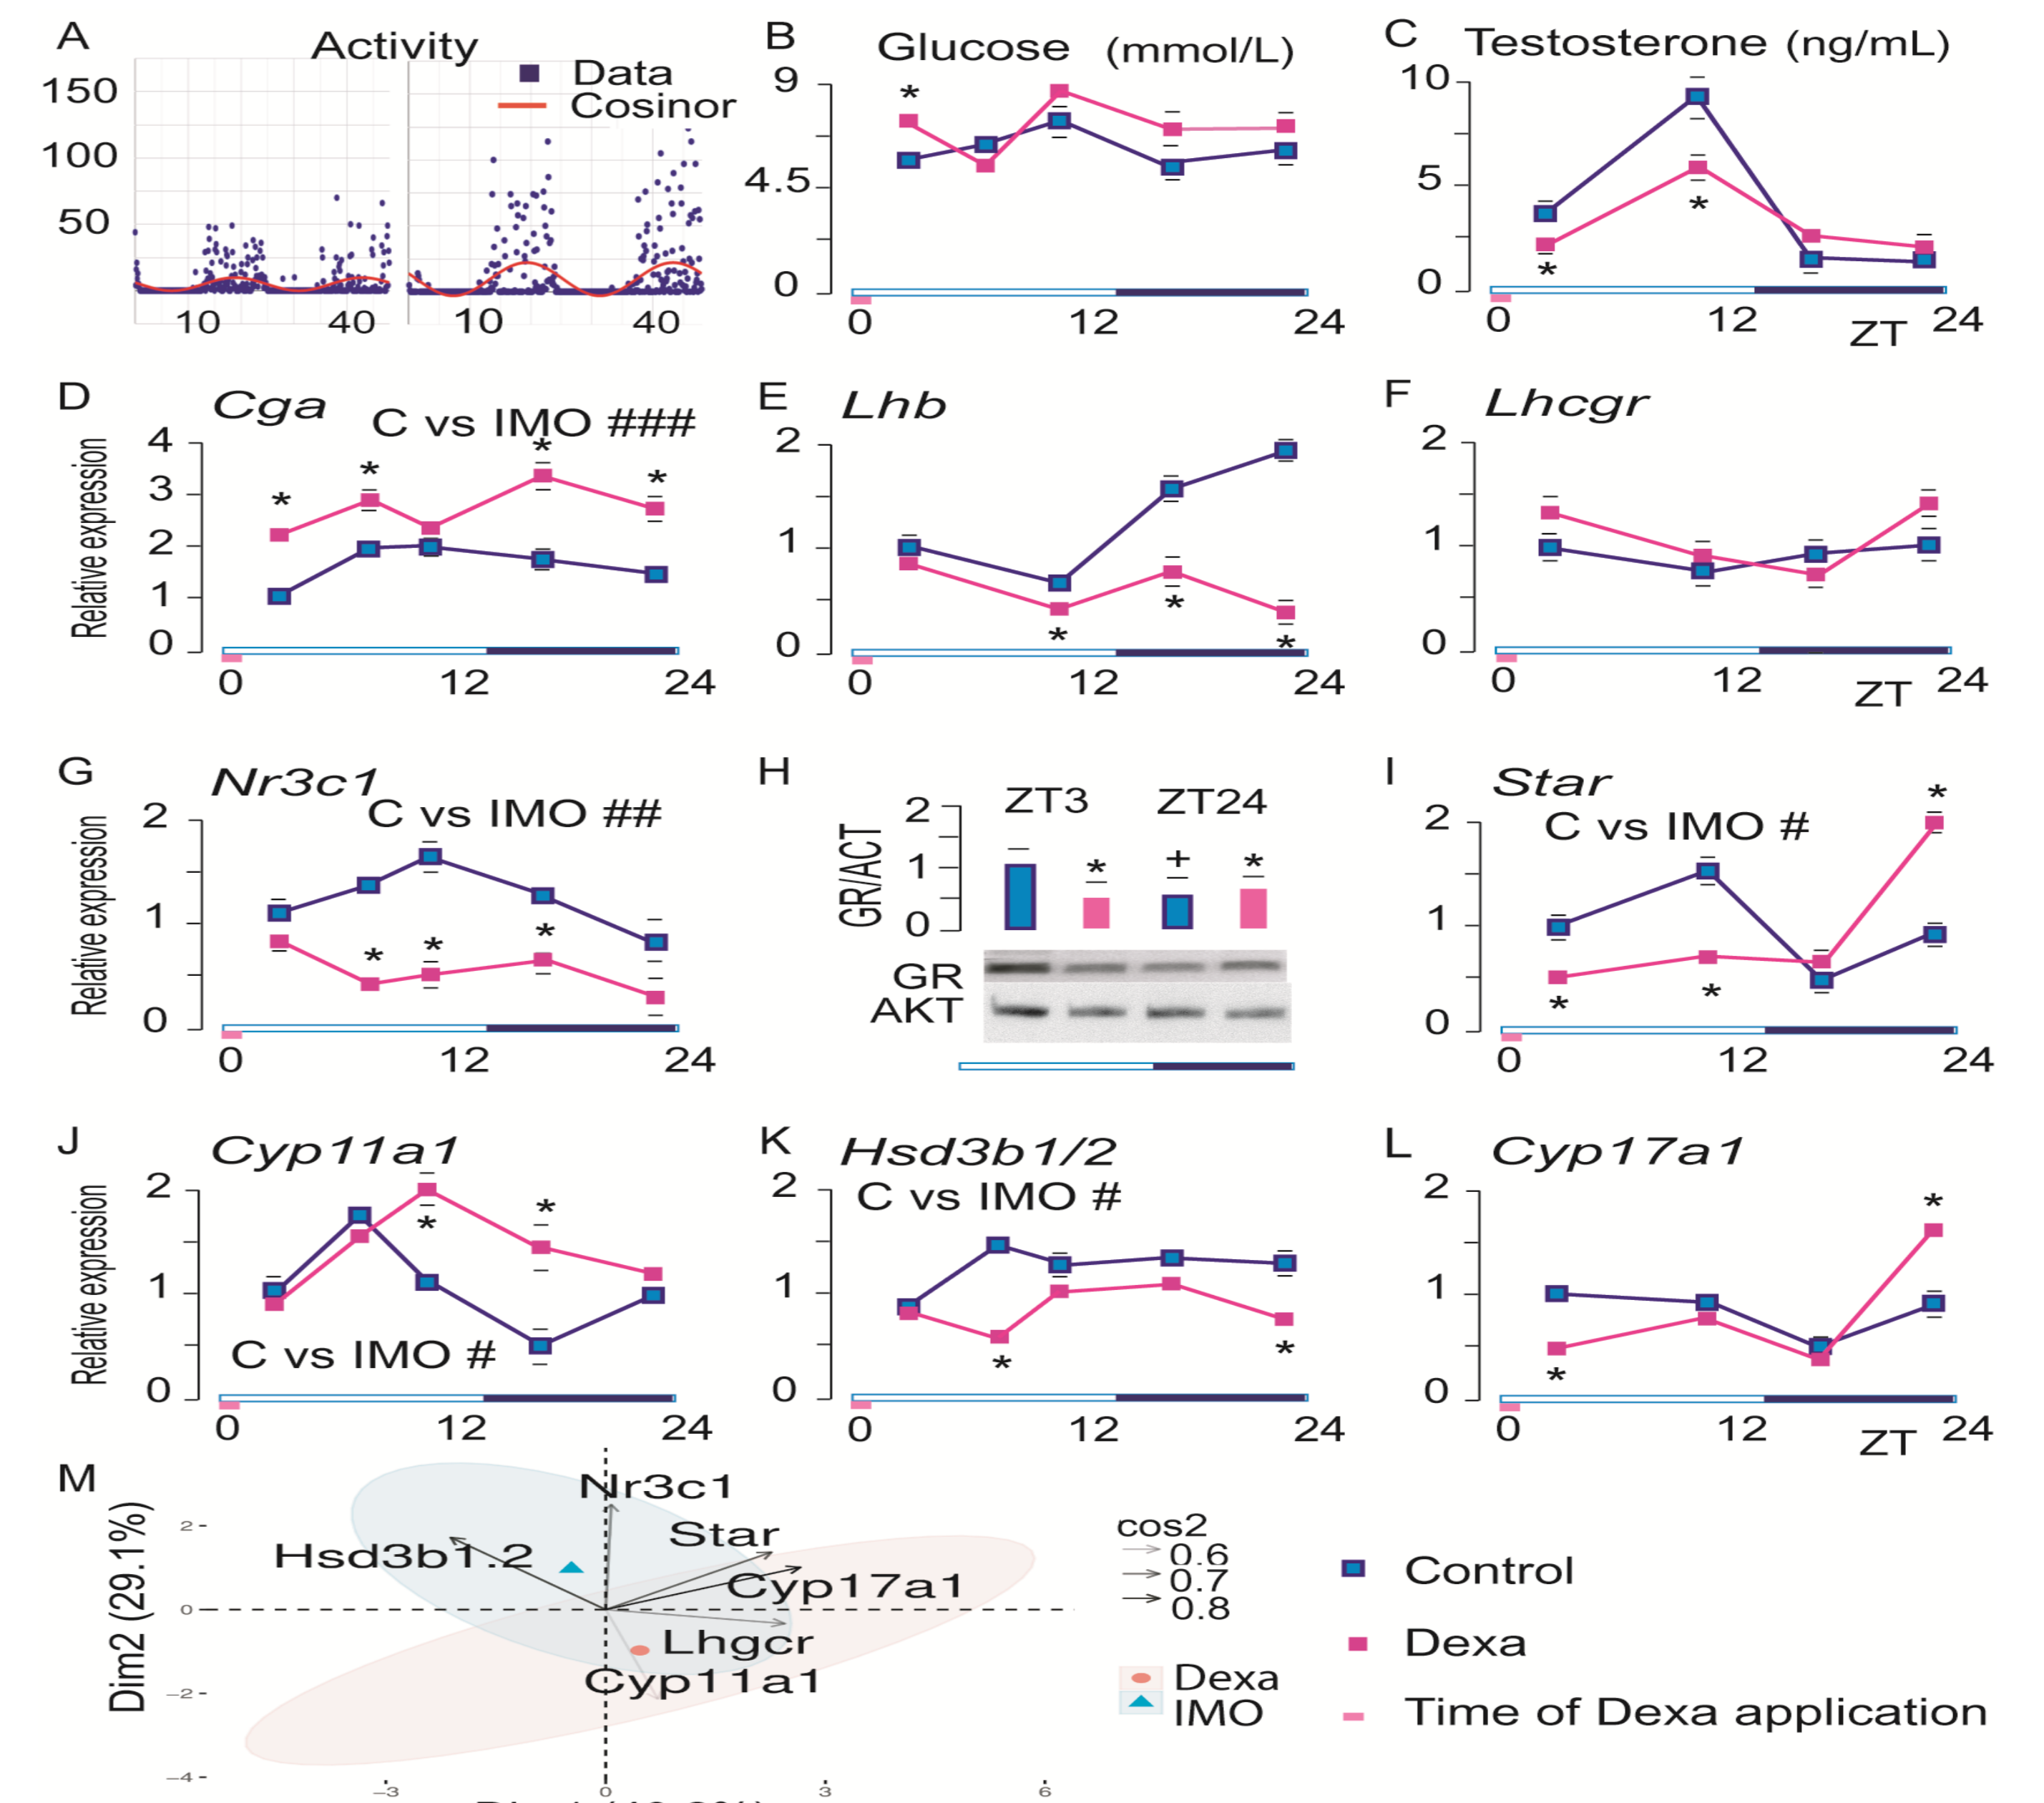 A
Activity
Data
Cosinor
150
100
50
10
40
10
40
B
Glucose (mmol/L)
*
9
4.5
0
0
12
24
C
Testosterone (ng/mL)
10
5
0
*
*
0
12
ZT
24
D
Cga
C vs IMO ###
Relative expression
4
3
2
1
0
*
*
*
*
0
12
24
E
Lhb
2
1
0
*
*
*
0
12
24
F
Lhcgr
2
1
0
0
12
ZT
24
G
Nr3c1
C vs IMO ##
Relative expression
2
1
0
*
*
*
0
12
24
H
ZT3
ZT24
GR/ACT
2
1
0
*
+
*
GR
AKT
I
Star
C vs IMO #
2
1
0
*
*
*
0
12
24
J
Cyp11a1
Relative expression
2
1
0
*
*
C vs IMO #
0
12
24
K
Hsd3b1/2
C vs IMO #
2
1
0
*
*
0
12
24
L
Cyp17a1
2
1
0
*
*
0
12
ZT
24
M
Dim2 (29.1%)
2
0
−2
−4
−3
0
3
6
Nr3c1
Star
Hsd3b1.2
Cyp17a1
Lhgcr
Cyp11a1
cos2
0.6
0.7
0.8
Dexa
IMO
Control
Dexa
Time of Dexa application